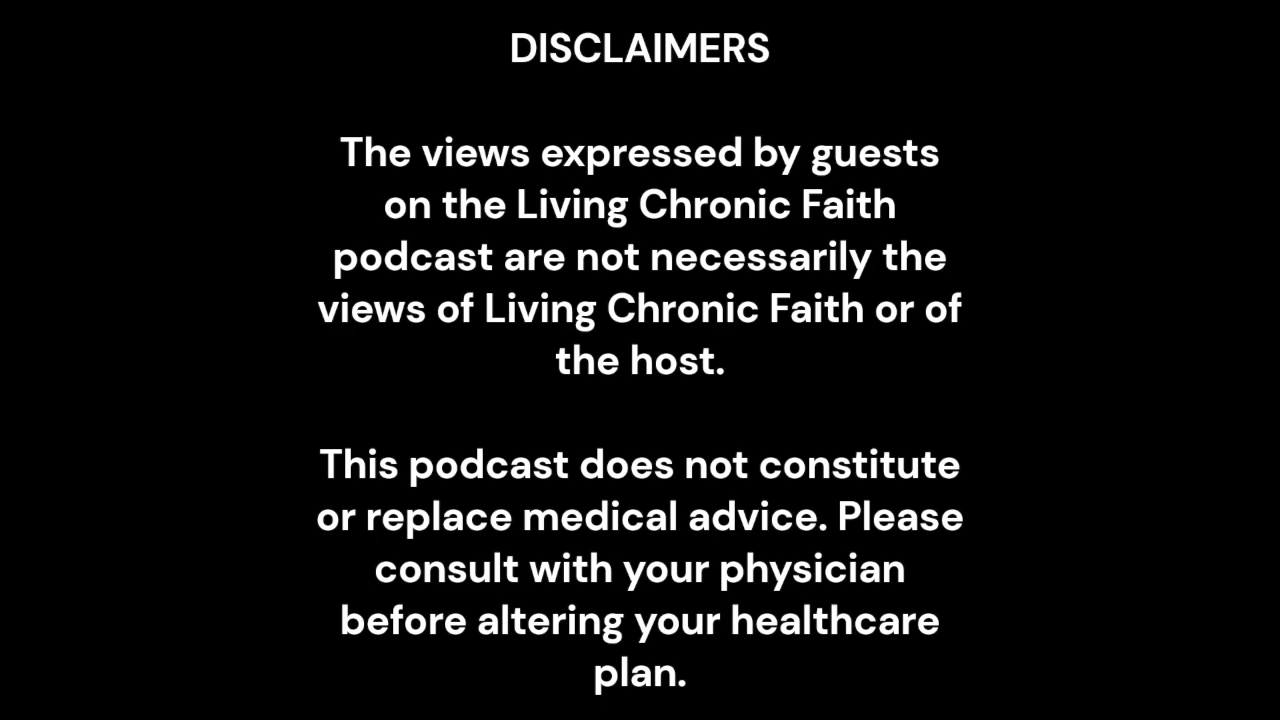 DISCLAIMERS
The views expressed by guests
on the Living Chronic Faith
podcast are not necessarily the
views of Living Chronic Faith or of
the host.
This podcast does not constitute
or replace medical advice. Please
consult with your physician
before altering your healthcare
plan.